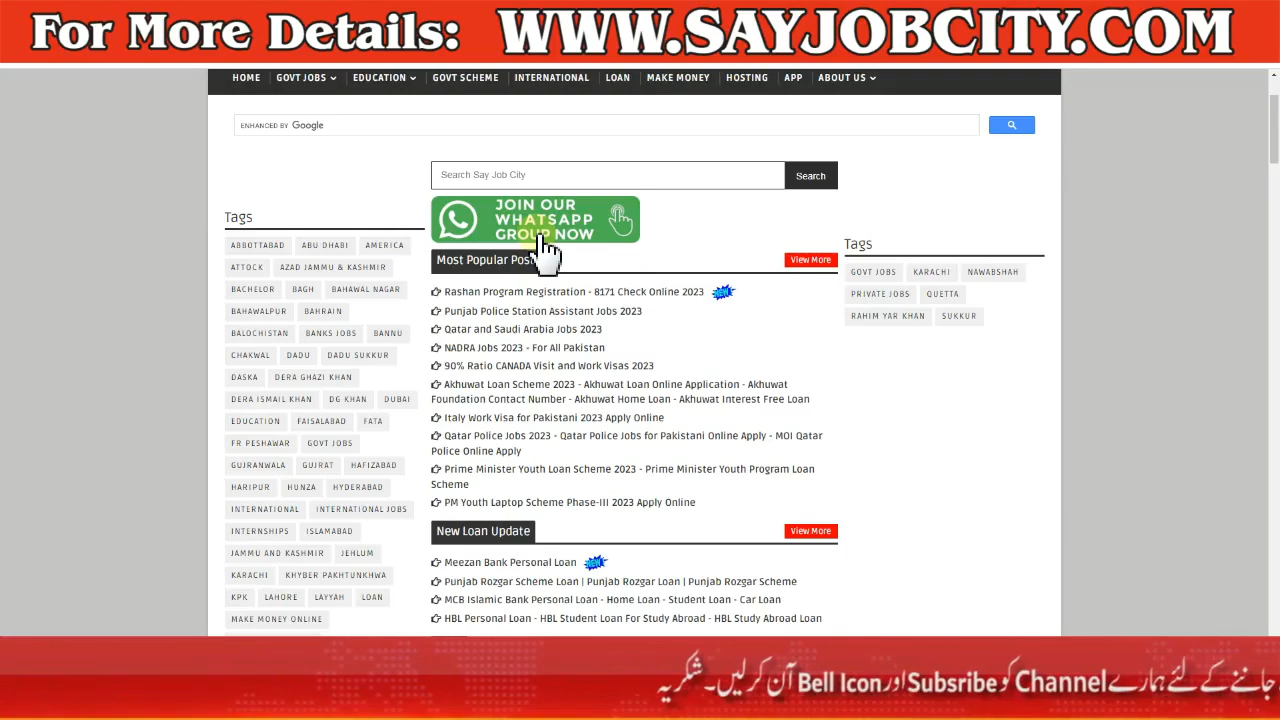 For More Details: WWW.SAYJOBCITY.COM
HOME GOVT JOBS EDUCATION GOVT SCHEME INTERNATIONAL LOAN MAKE MONEY HOSTING APP ABOUT US
ENHANCED BY Google
Search Say Job City Search
JOIN OUR
WHATSAPP
GROUP NOW
Tags
ABBOTTABAD ABU DHABI AMERICA
ATTOCK AZAD JAMMU & KASHMIR
BACHELOR BAGH BAHAWAL NAGAR
BAHAWALPUR BAHRAIN
BALOCHISTAN BANKS JOBS BANNU
CHAKWAL DADU DADU SUKKUR
DASKA DERA GHAZI KHAN
DERA ISMAIL KHAN DG KHAN DUBAI
EDUCATION FAISALABAD FATA
FR PESHAWAR GOVT JOBS
GUJRANWALA GUJRAT HAFIZABAD
HARIPUR HUNZA HYDERABAD
INTERNATIONAL INTERNATIONAL JOBS
INTERNSHIPS ISLAMABAD
JAMMU AND KASHMIR JEHLUM
KARACHI KHYBER PAKHTUNKHWA
KPK LAHORE LAYYAH LOAN
MAKE MONEY ONLINE
Most Popular Pos View More
Rashan Program Registration - 8171 Check Online 2023 NEW
Punjab Police Station Assistant Jobs 2023
Qatar and Saudi Arabia Jobs 2023
NADRA Jobs 2023 - For All Pakistan
90% Ratio CANADA Visit and Work Visas 2023
Akhuwat Loan Scheme 2023 - Akhuwat Loan Online Application - Akhuwat
Foundation Contact Number - Akhuwat Home Loan - Akhuwat Interest Free Loan
Italy Work Visa for Pakistani 2023 Apply Online
Qatar Police Jobs 2023 - Qatar Police Jobs for Pakistani Online Apply - MOI Qatar
Police Online Apply
Prime Minister Youth Loan Scheme 2023 - Prime Minister Youth Program Loan
Scheme
PM Youth Laptop Scheme Phase-III 2023 Apply Online
New Loan Update View More
Meezan Bank Personal Loan NEW
Punjab Rozgar Scheme Loan | Punjab Rozgar Loan | Punjab Rozgar Scheme
MCB Islamic Bank Personal Loan - Home Loan - Student Loan - Car Loan
HBL Personal Loan - HBL Student Loan For Study Abroad - HBL Study Abroad Loan
Tags
GOVT JOBS KARACHI NAWABSHAH
PRIVATE JOBS QUETTA
RAHIM YAR KHAN SUKKUR
جاننے کے لئے ہمارے Channel کو Subsribe اور Bell Icon آن کرلیں۔ شکریہ